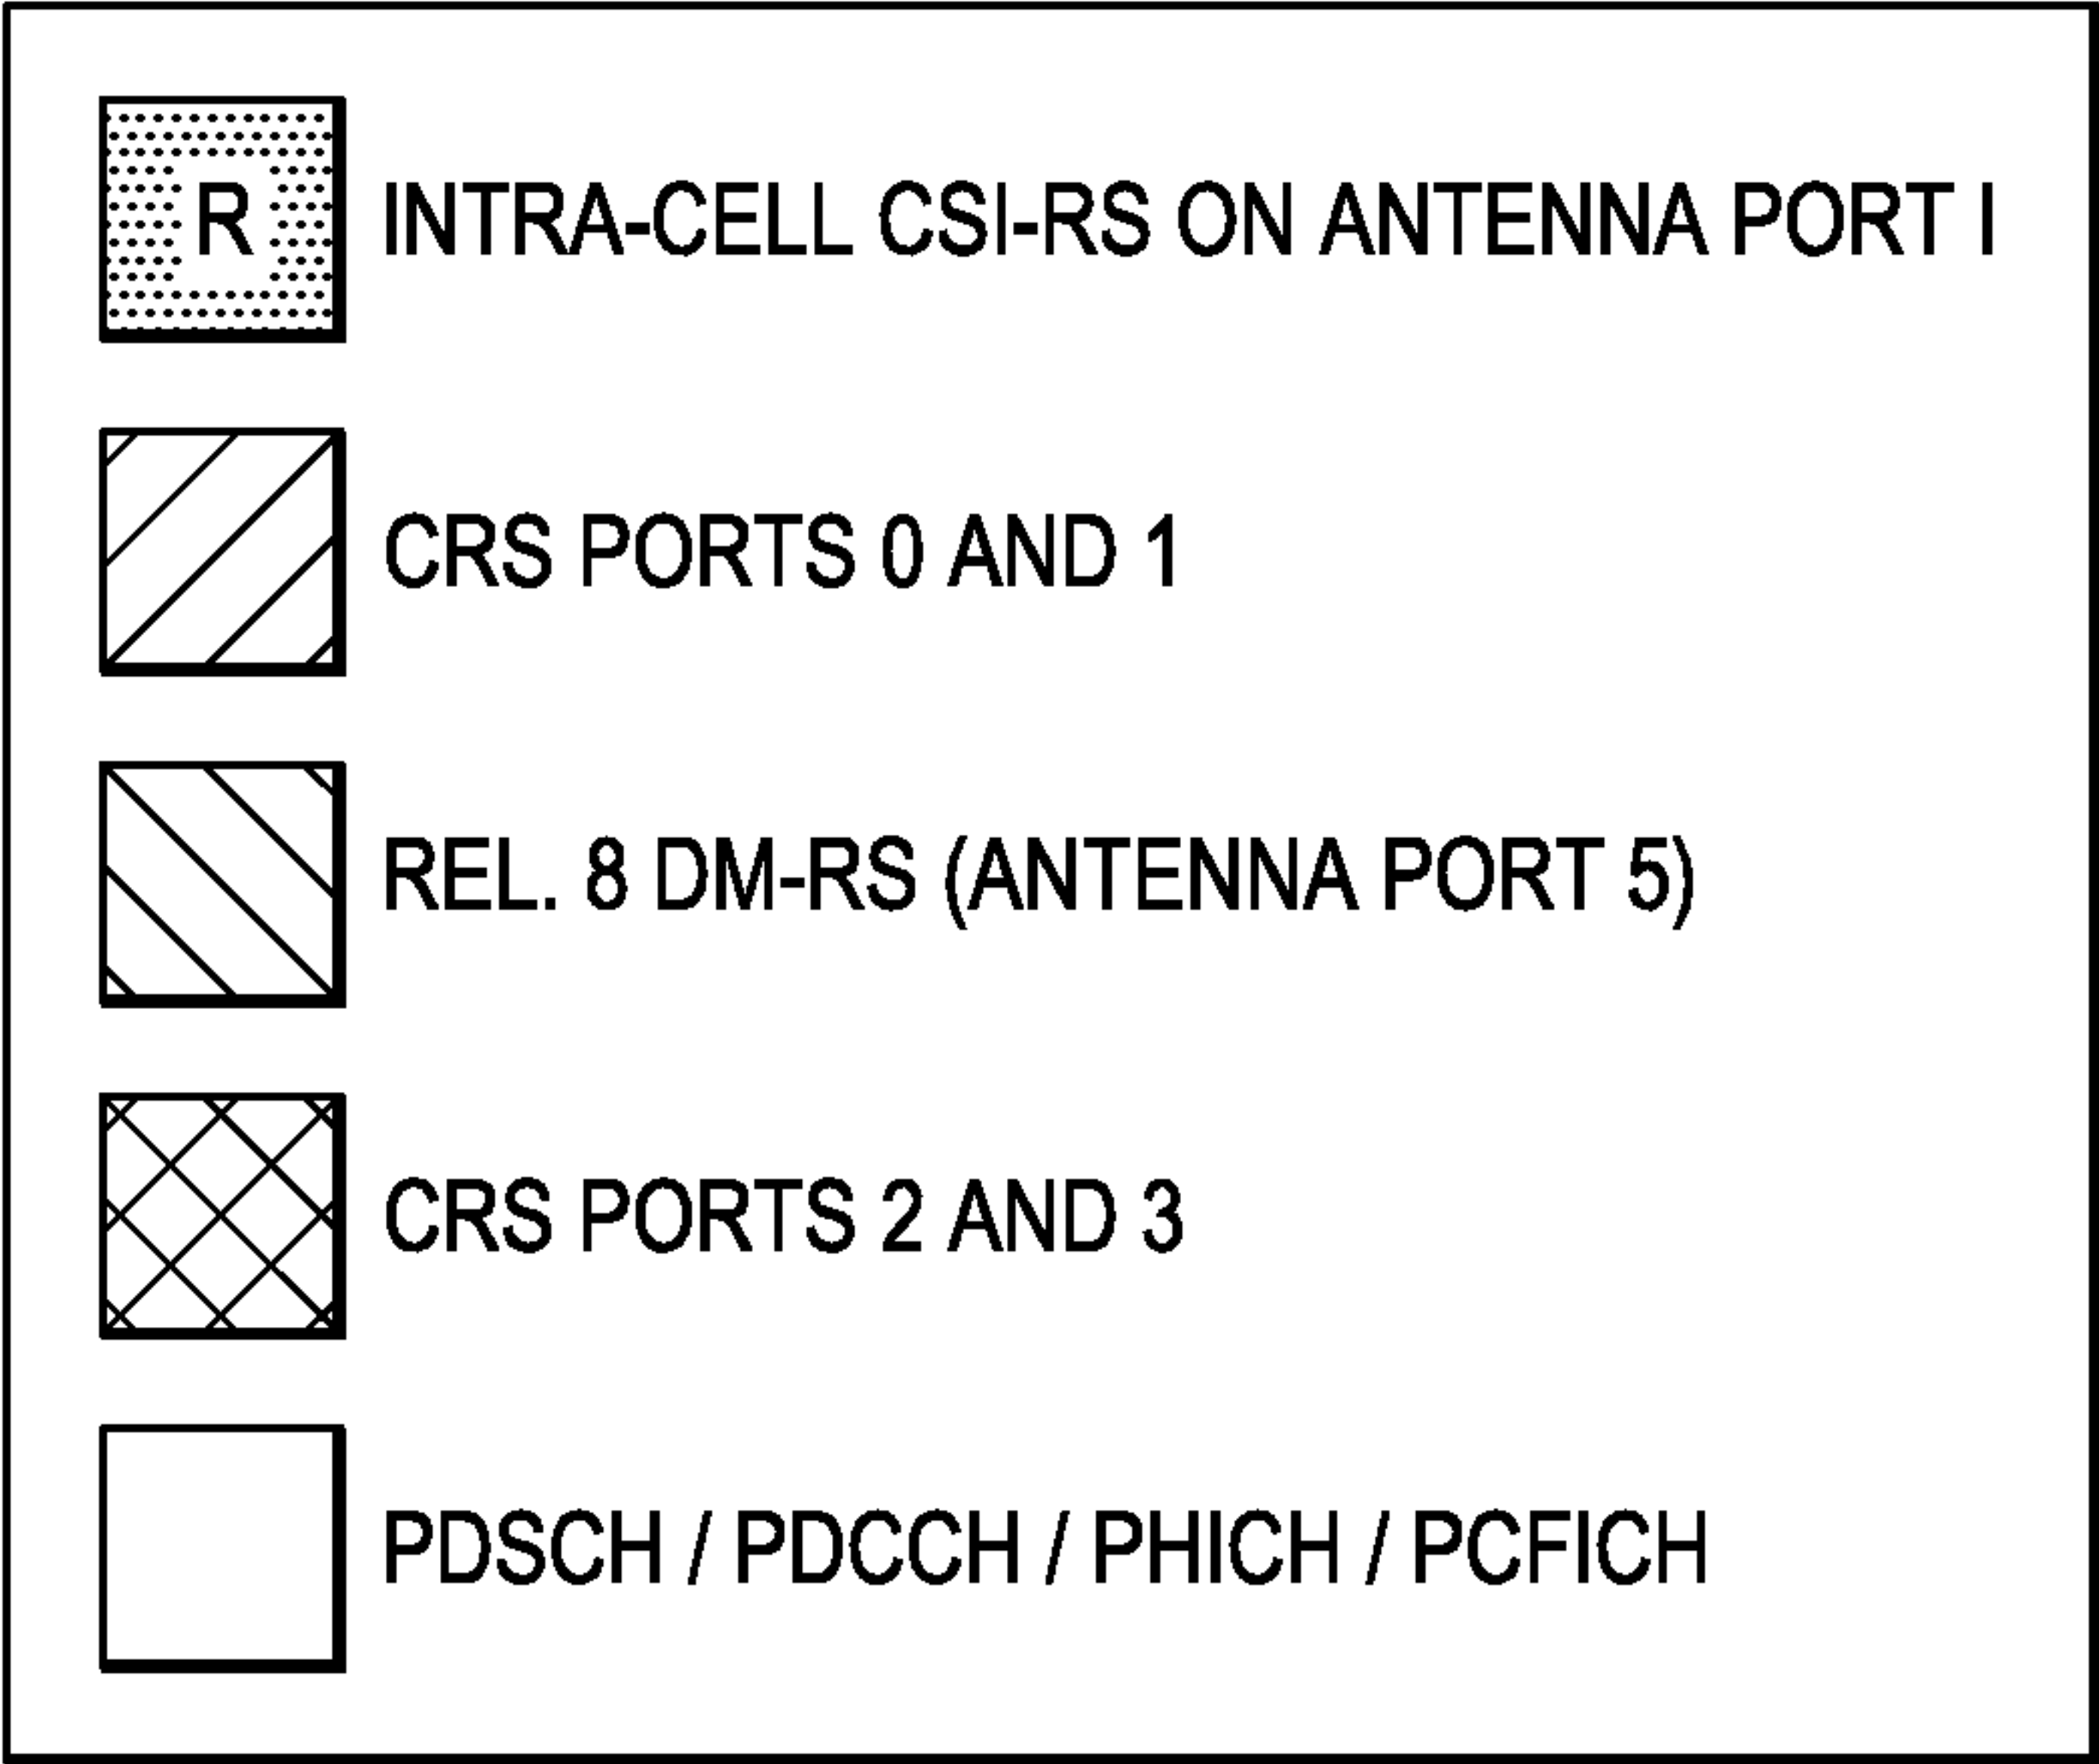 R INTRA-CELL CSI-RS ON ANTENNA PORT I
CRS PORTS 0 AND 1
REL. 8 DM-RS (ANTENNA PORT 5)
CRS PORTS 2 AND 3
PDSCH / PDCCH / PHICH / PCFICH